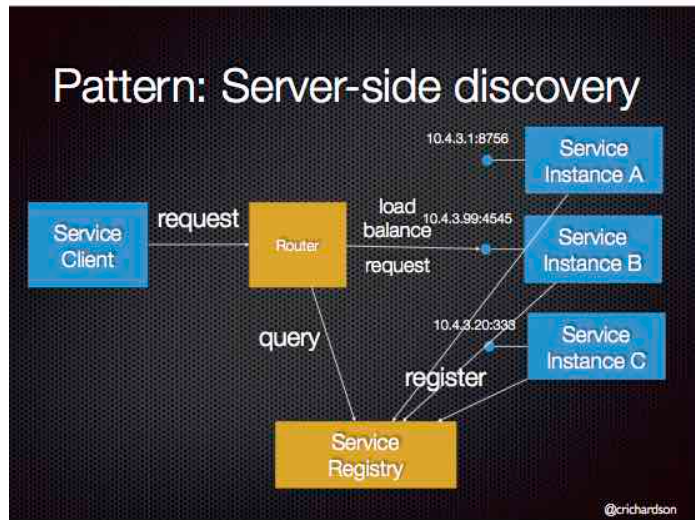 Pattern: Server-side discovery
10.4.3.1:8756
Service
Instance A
request
load
balance
10.4.3.99:4545
Service
Client
Router
request
Service
Instance B
query
10.4.3.20:333
Service
Instance C
register
Service
Registry
@crichardson